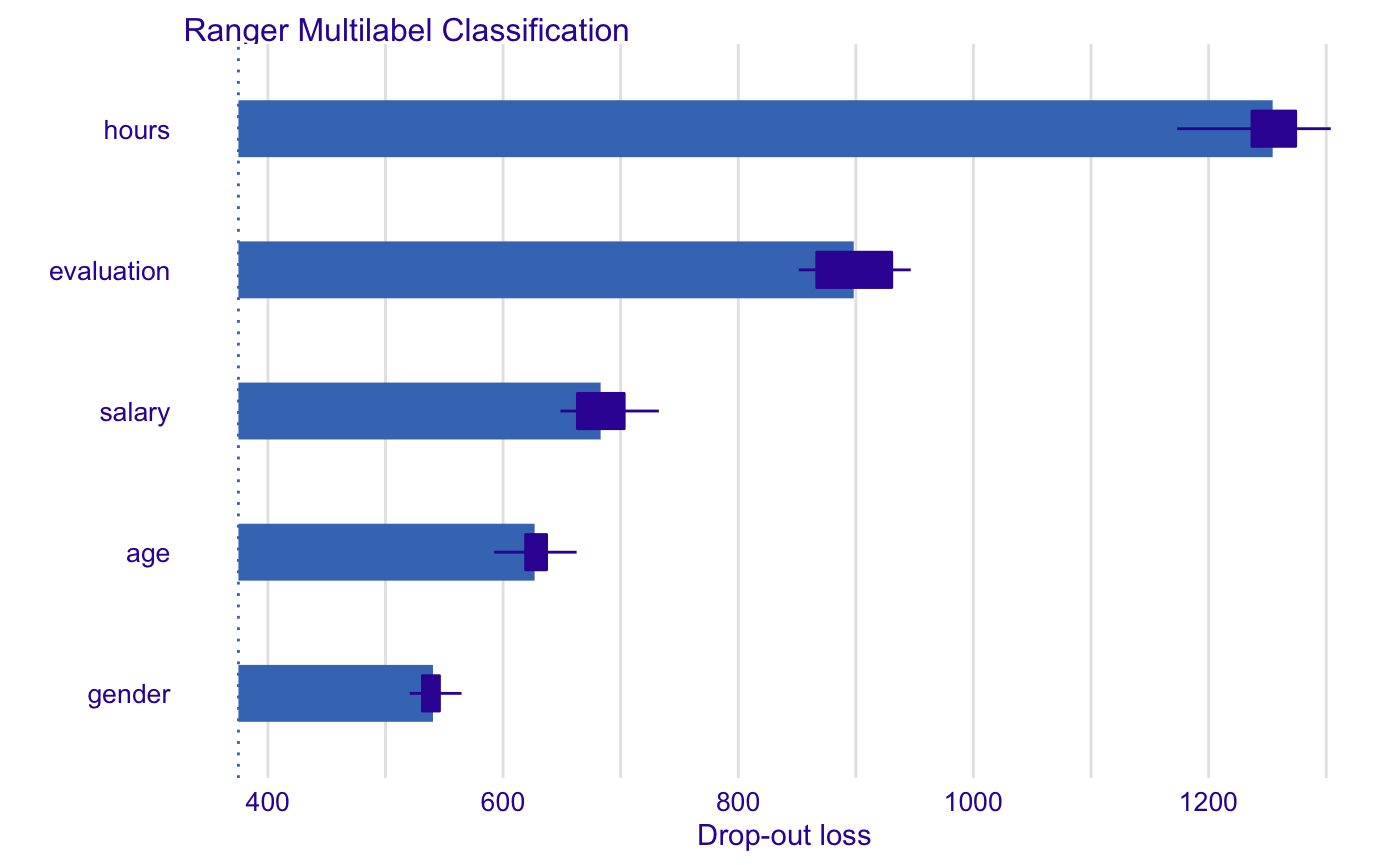 Ranger Multilabel Classification
hours
evaluation
salary
age
gender
400 600 800 1000 1200
Drop-out loss